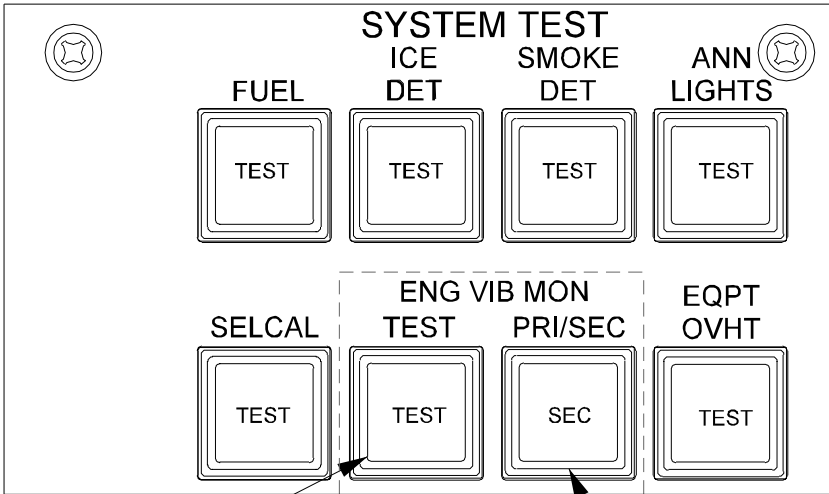 SYSTEM TEST
ICE SMOKE ANN
FUEL DET DET LIGHTS
TEST TEST TEST TEST
ENG VIB MON EQPT
SELCAL TEST PRI/SEC OVHT
TEST TEST SEC TEST